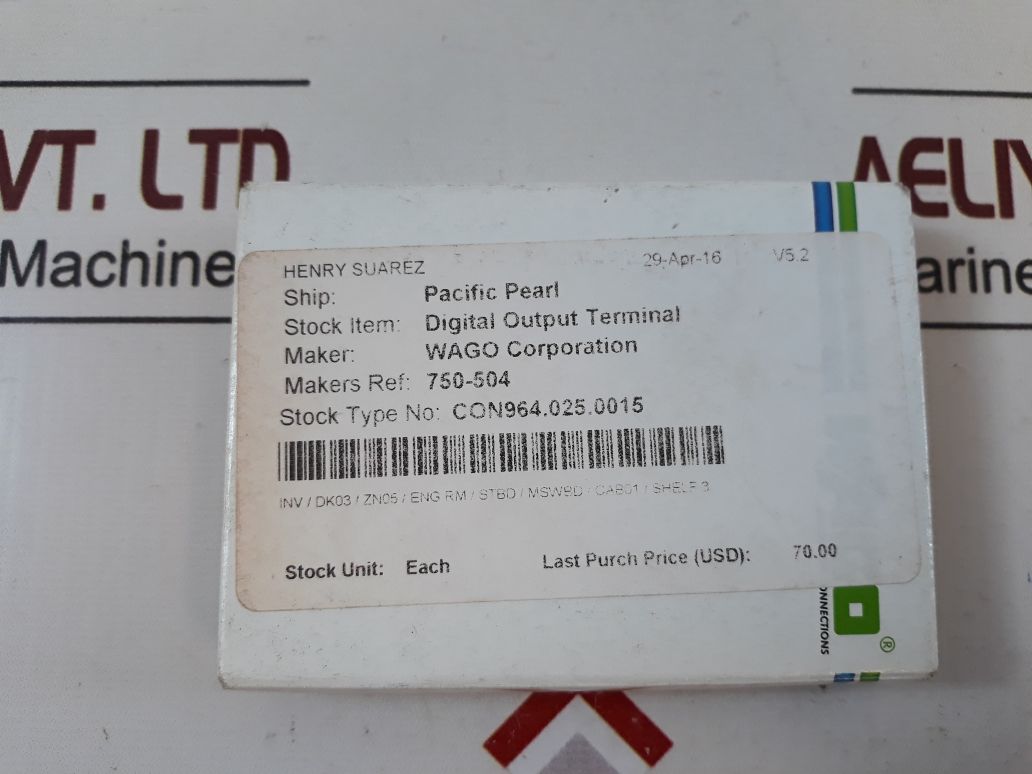 VT. LTD
Machine
AELIY
arine
HENRY SUAREZ 29-Apr-16 V5.2
Ship: Pacific Pearl
Stock Item: Digital Output Terminal
Maker: WAGO Corporation
Makers Ref: 750-504
Stock Type No: CON964.025.0015
INV / DK03 / ZN05 / ENG RM / STBD / MSWBD / CAB01 / SHELF 3
Stock Unit: Each Last Purch Price (USD): 70.00
ONNECTIONS
®